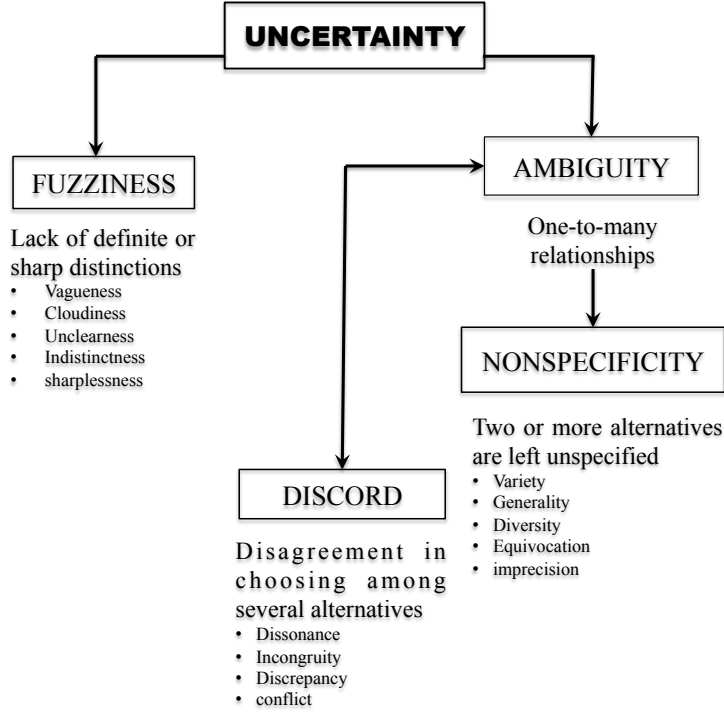 UNCERTAINTY
FUZZINESS
Lack of definite or
sharp distinctions
• Vagueness
• Cloudiness
• Unclearness
• Indistinctness
• sharplessness
AMBIGUITY
One-to-many
relationships
NONSPECIFICITY
Two or more alternatives
are left unspecified
• Variety
• Generality
• Diversity
• Equivocation
• imprecision
DISCORD
Disagreement in
choosing among
several alternatives
• Dissonance
• Incongruity
• Discrepancy
• conflict